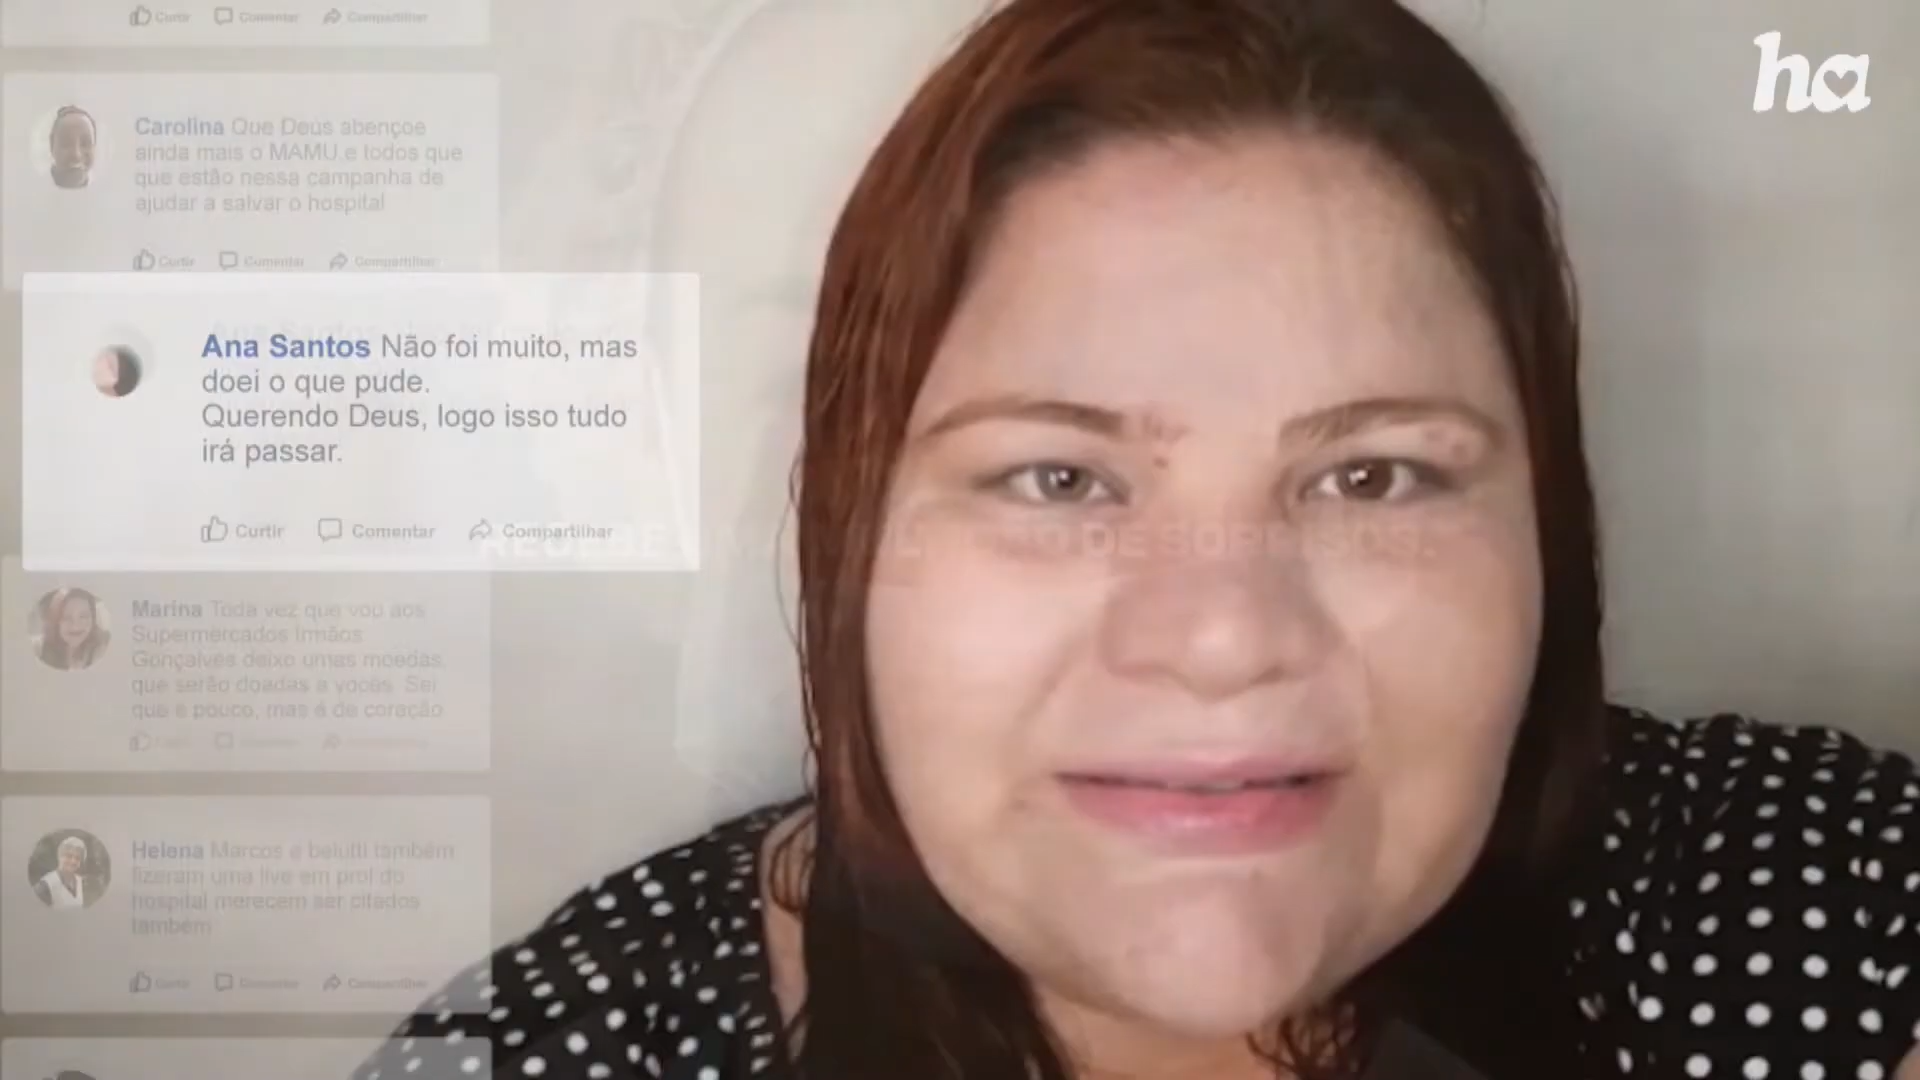 Curtir Comentar Compartilhar
ha
Carolina Que Deus abençoe
ainda mais o MAMU e todos que
que estão nessa campanha de
ajudar a salvar o hospital
Curtir Comentar Compartilhar
Ana Santos Não foi muito, mas
doei o que pude.
Querendo Deus, logo isso tudo
irá passar.
Curtir Comentar Compartilhar
DE SORRISOS.
Marina Toda vez que vou aos
Supermercados Irmãos
Gonçalves deixo umas moedas,
que serão doadas a vocês. Sei
que é pouco, mas é de coração
Helena Marcos e belutti também
fizeram uma live em prol do
hospital merecem ser citados
também
Curtir Comentar Compartilhar